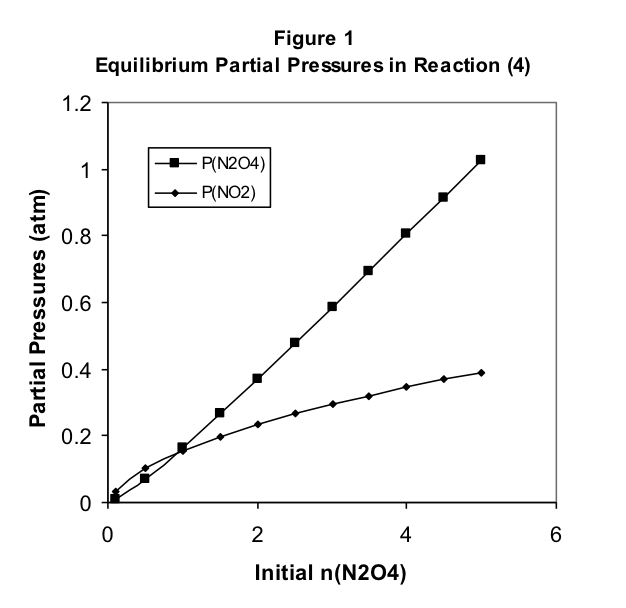 Figure 1
Equilibrium Partial Pressures in Reaction (4)
1.2
1
0.8
0.6
0.4
0.2
0
P(N2O4)
P(NO2)
Partial Pressures (atm)
0 2 4 6
Initial n(N2O4)